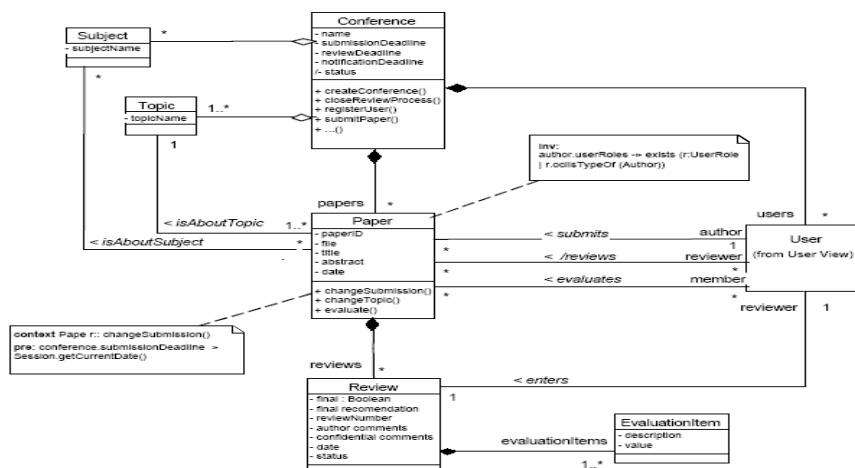 Conference
- name
- submissionDeadline
- reviewDeadline
- notificationDeadline
/- status
+ createConference()
+ closeReviewProcess()
+ registerUser()
+ submitPaper()
+ ...()
Subject
- subjectName
*
*
Topic
- topicName
1..*
1
inv:
author.userRoles -> exists (r:UserRole
| r.oclIsTypeOf (Author))
papers
*
users
*
< isAboutTopic
1..*
< isAboutSubject
*
Paper
- paperID
- file
- title
- abstract
- date
+ changeSubmission()
+ changeTopic()
+ evaluate()
< submits
author
*
1
< /reviews
reviewer
*
*
< evaluates
member
*
*
User
(from User View)
reviewer
1
context Pape r:: changeSubmission()
pre: conference.submissionDeadline >
Session.getCurrentDate()
reviews
*
Review
- final : Boolean
- final recomendation
- reviewNumber
- author comments
- confidential comments
- date
- status
< enters
1
evaluationItems
1..*
EvaluationItem
- description
- value